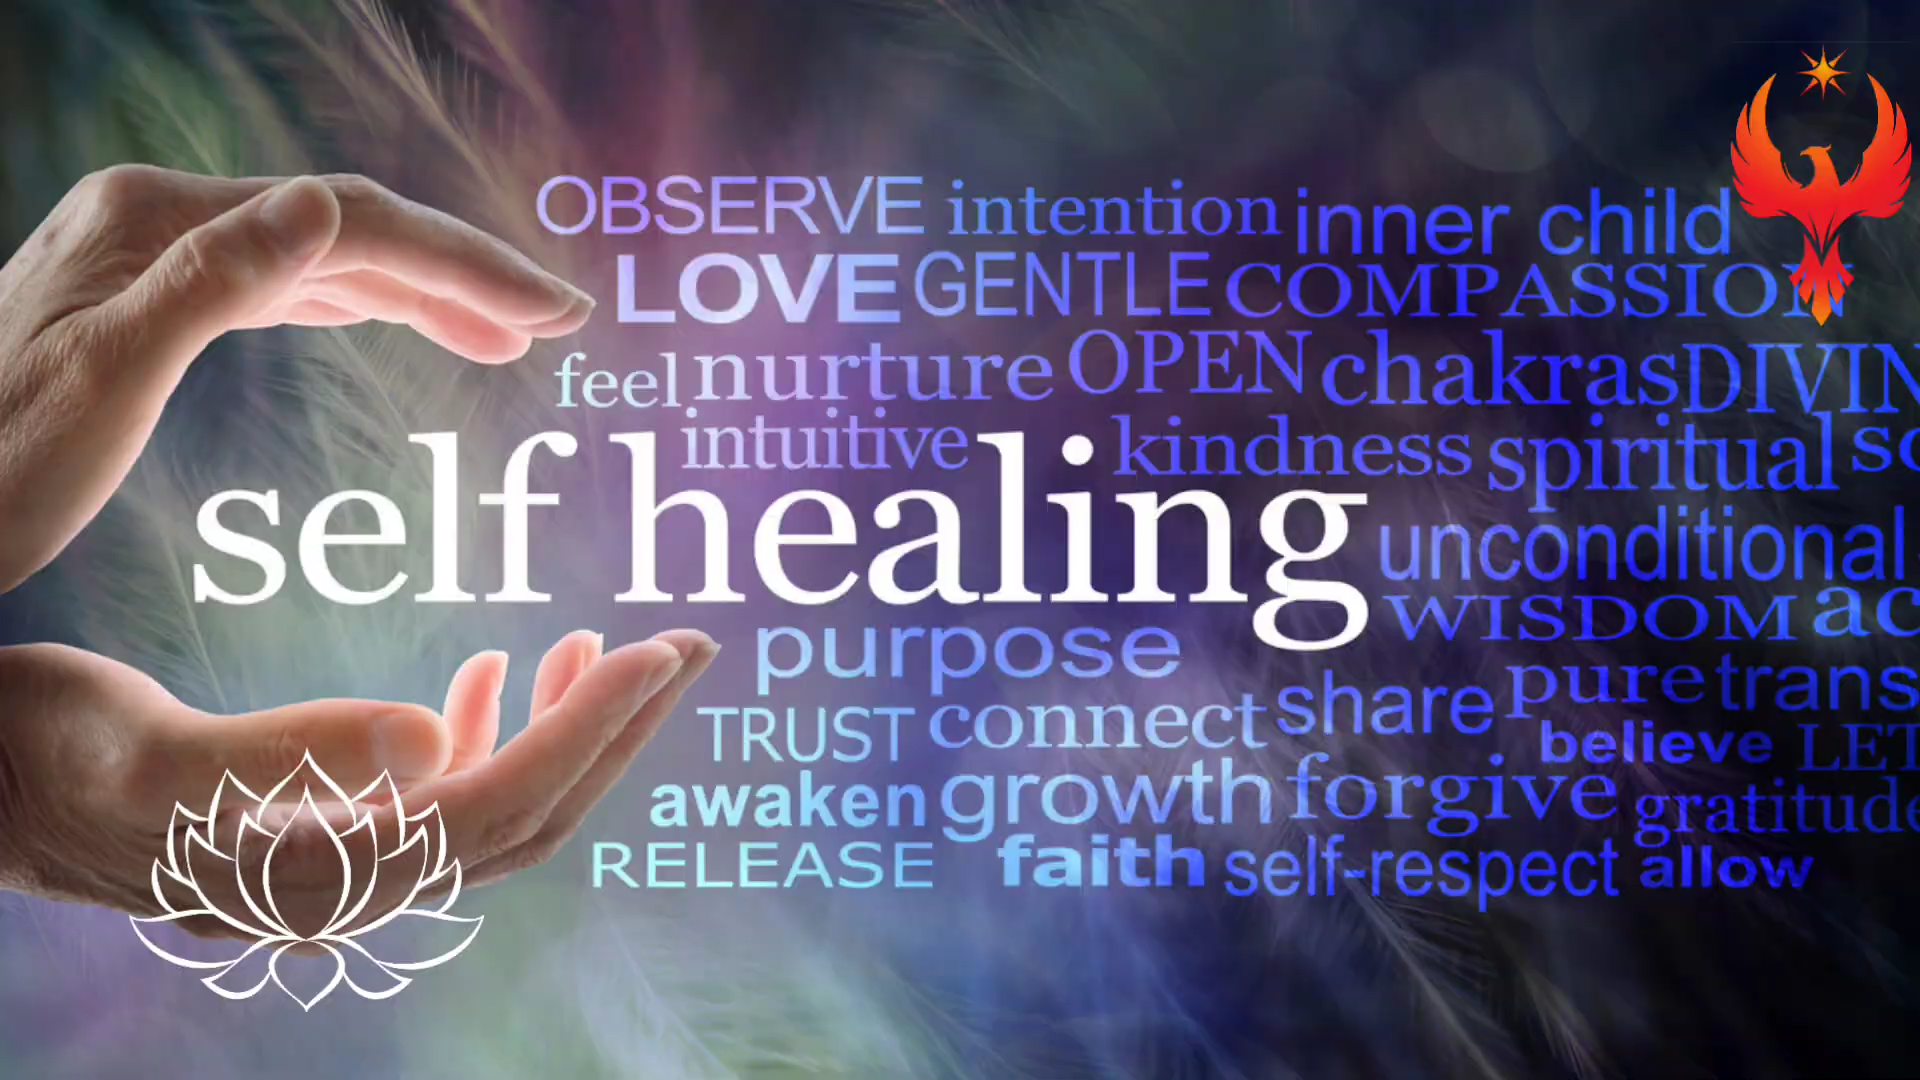 OBSERVE intention inner child
LOVE GENTLE COMPASSION
feel nurture OPEN chakras
intuitive kindness spiritual
self healing
unconditional
WISDOM
purpose
share pure
TRUST connect
believe
awaken growth forgive
RELEASE faith self-respect allow